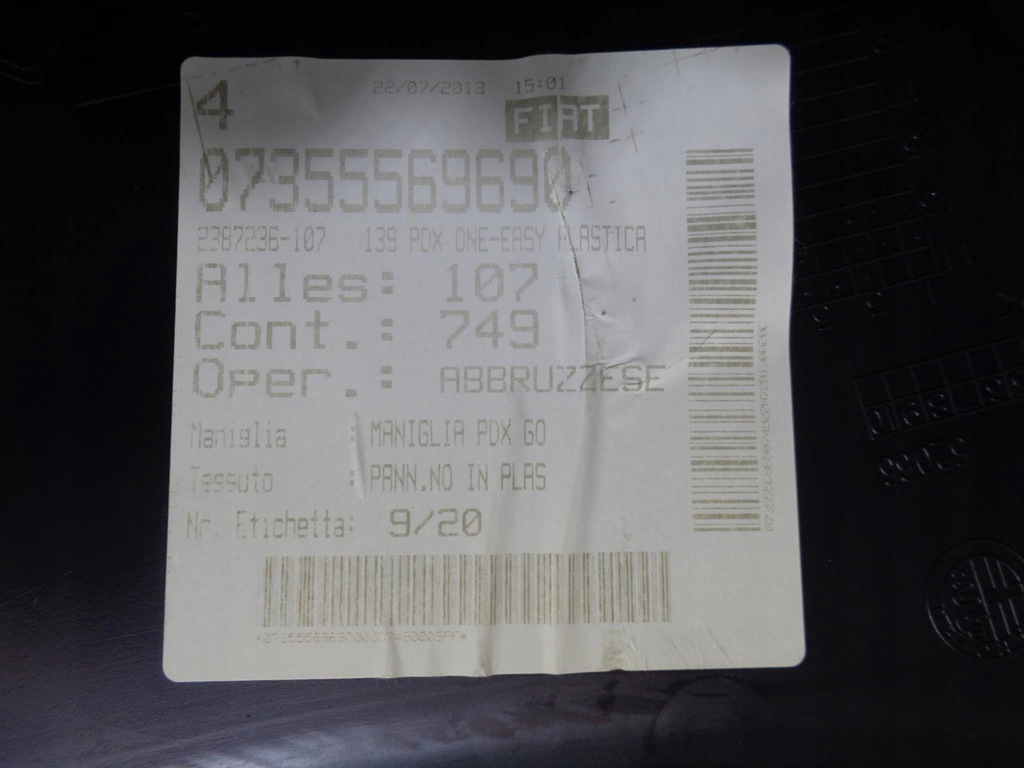 22/07/2013 15:01
4 FIAT
07355569690
2387236-107 139 PDX ONE-EASY PLASTICA
Alles: 107
Cont.: 749
Oper.: ABBRUZZESE
Maniglia : MANIGLIA PDX GO
Tessuto : PANN.NO IN PLAS
Nr. Etichetta: 9/20